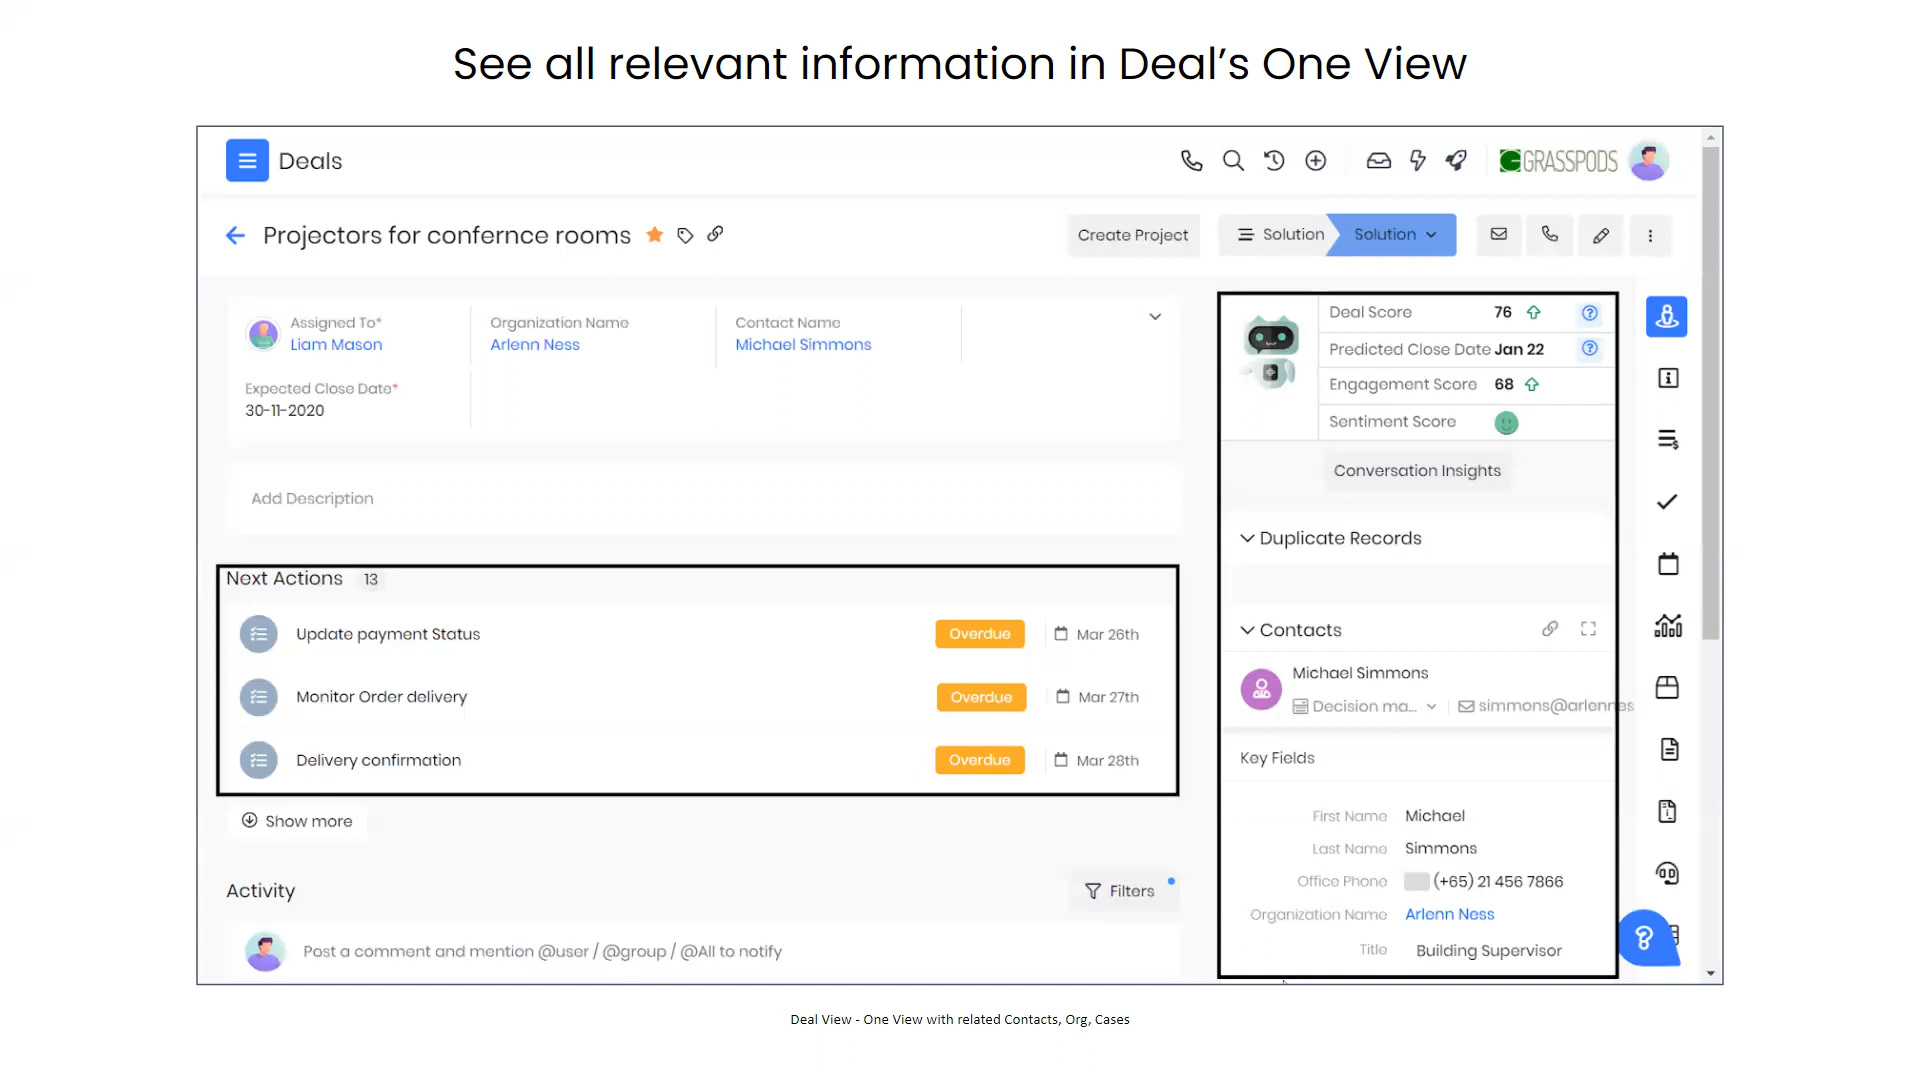 See all relevant information in Deal’s One View
Deals
GRASSPODS
Projectors for confernce rooms
Create Project
Solution
Solution
Assigned To*
Liam Mason
Organization Name
Arlenn Ness
Contact Name
Michael Simmons
Expected Close Date*
30-11-2020
Add Description
Next Actions 13
Update payment Status Overdue Mar 26th
Monitor Order delivery Overdue Mar 27th
Delivery confirmation Overdue Mar 28th
Show more
Activity
Filters
Post a comment and mention @user / @group / @All to notify
Deal Score 76
Predicted Close Date Jan 22
Engagement Score 68
Sentiment Score
Conversation Insights
Duplicate Records
Contacts
Michael Simmons
Decision ma... simmons@arlennes
Key Fields
First Name Michael
Last Name Simmons
Office Phone (+65) 21 456 7866
Organization Name Arlenn Ness
Title Building Supervisor
Deal View - One View with related Contacts, Org, Cases